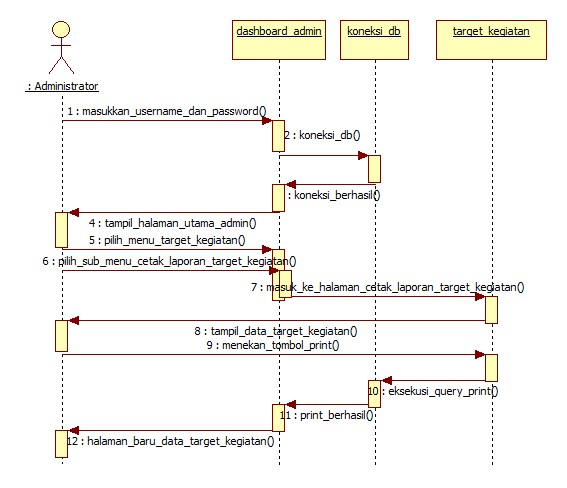 dashboard_admin
koneksi_db
target_kegiatan
: Administrator
1 : masukkan_username_dan_password()
2 : koneksi_db()
: koneksi_berhasil()
4 : tampil_halaman_utama_admin()
5 : pilih_menu_target_kegiatan()
6 : pilih_sub_menu_cetak_laporan_target_kegiatan()
7 : masuk_ke_halaman_cetak_laporan_target_kegiatan()
8 : tampil_data_target_kegiatan()
9 : menekan_tombol_print()
10 : eksekusi_query_print()
11 : print_berhasil()
12 : halaman_baru_data_target_kegiatan()